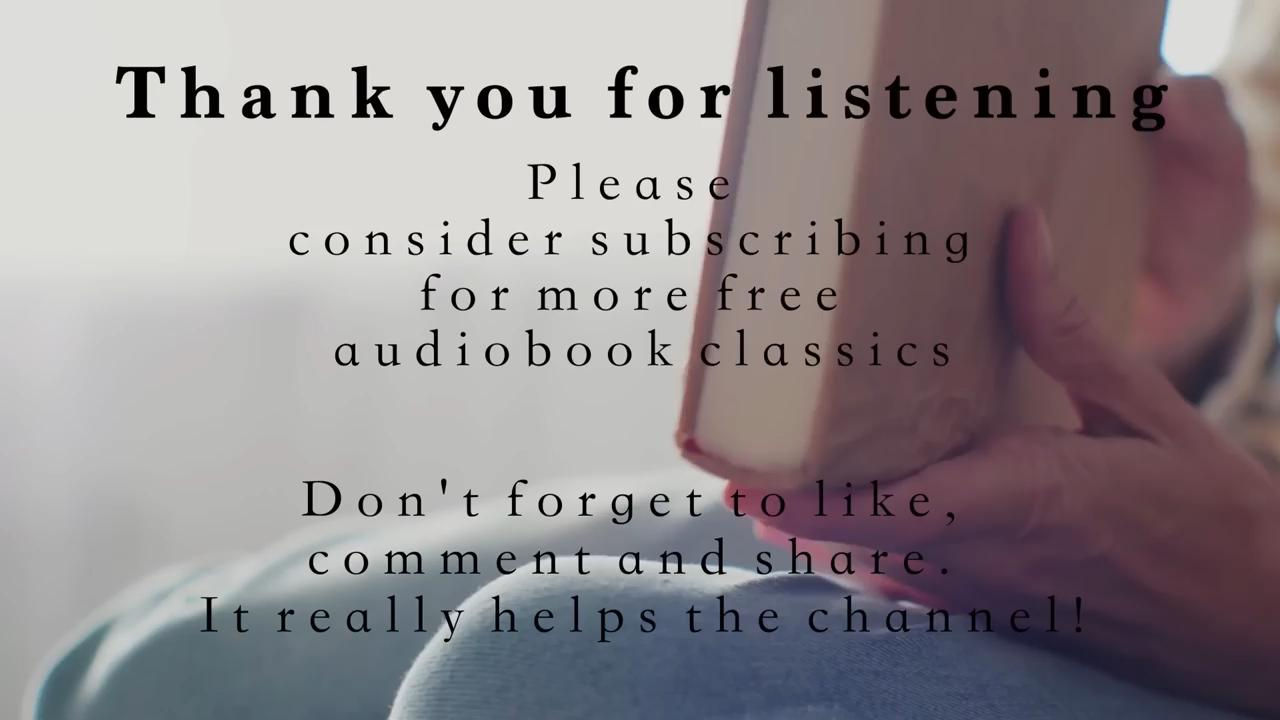 Thank you for listening
Please
consider subscribing
for more free
audiobook classics
Don't forget to like,
comment and share.
It really helps the channel!